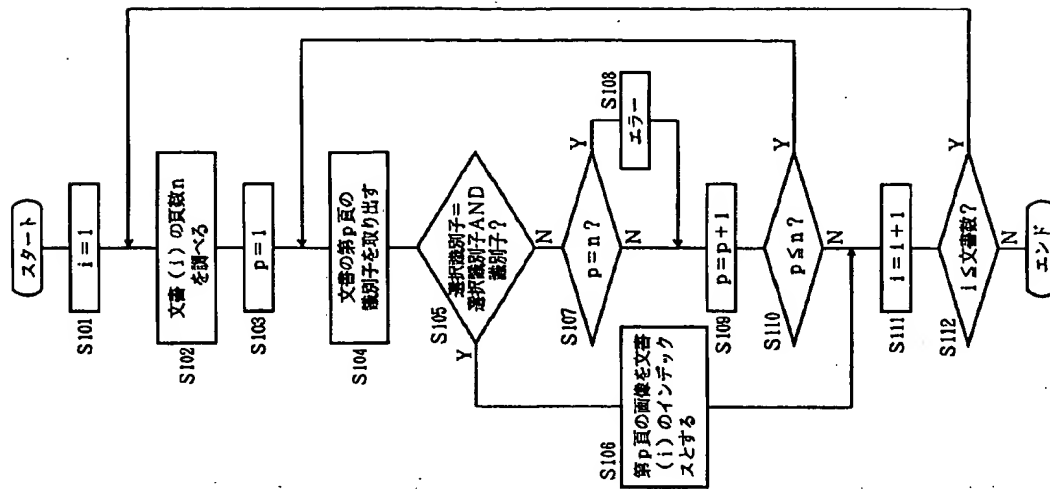 スタート
S101
i=1
S102
文書(i)の頁数n
を調べる
S103
p=1
S104
文書の第p頁の
識別子を取り出す
S105
選択識別子=
選択識別子AND
識別子?
Y
N
S106
第p頁の画像を文書
(i)のインデック
スとする
S107
p=n?
Y
N
S108
エラー
S109
p=p+1
S110
p≦n?
Y
N
S111
i=i+1
S112
i≦文書数?
Y
N
エンド